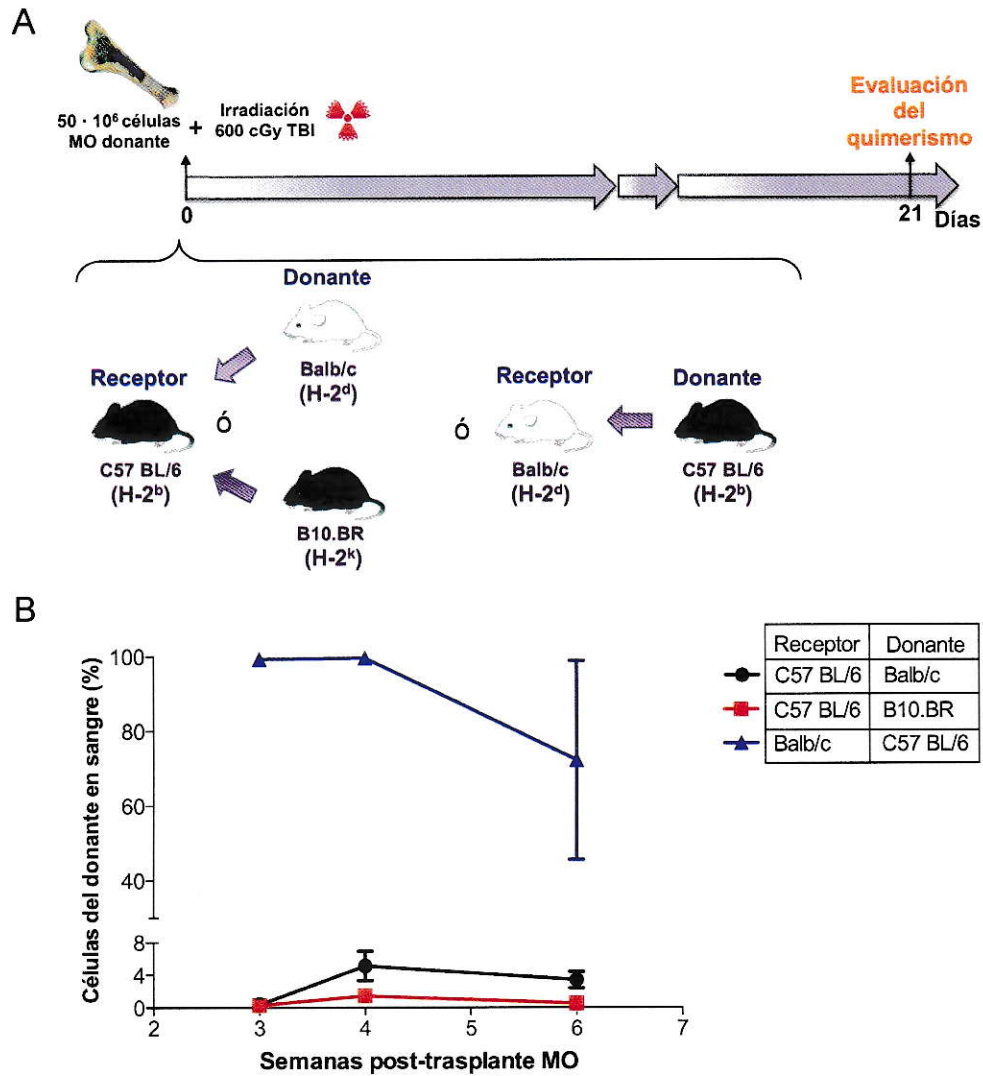 A
50 · 10⁶ células
MO donante
+
Irradiación
600 cGy TBI
Evaluación
del
quimerismo
0
21
Días
Donante
Balb/c
(H-2ᵈ)
Receptor
C57 BL/6
(H-2ᵇ)
Ó
B10.BR
(H-2ᵏ)
Ó
Receptor
Balb/c
(H-2ᵈ)
Donante
C57 BL/6
(H-2ᵇ)
B
Células del donante en sangre (%)
100
80
60
40
8
4
0
2 3 4 5 6 7
Semanas post-trasplante MO
Receptor Donante
C57 BL/6 Balb/c
C57 BL/6 B10.BR
Balb/c C57 BL/6